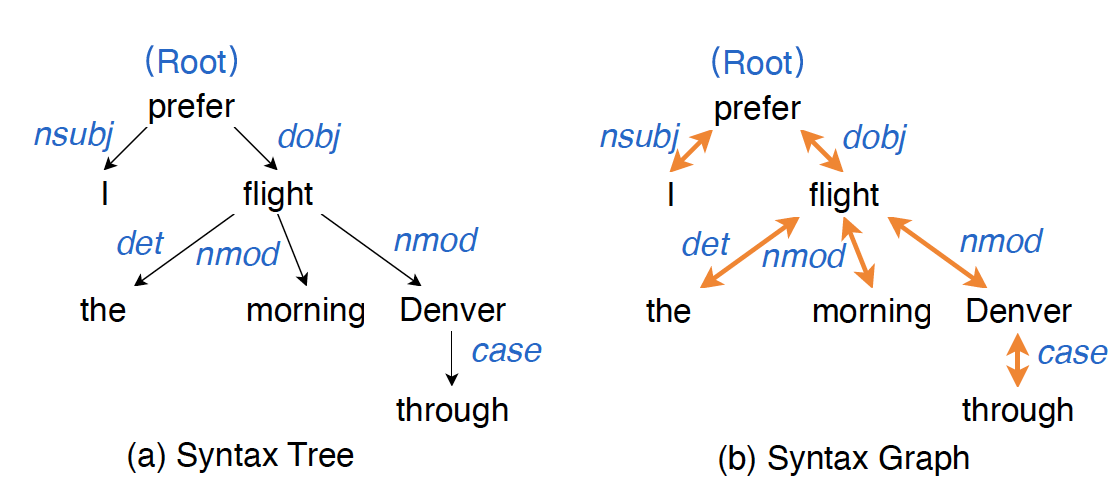 (Root)
prefer
nsubj
dobj
I
flight
det
nmod
nmod
the
morning
Denver
case
through
(a) Syntax Tree
(Root)
prefer
nsubj
dobj
I
flight
det
nmod
nmod
the
morning
Denver
case
through
(b) Syntax Graph